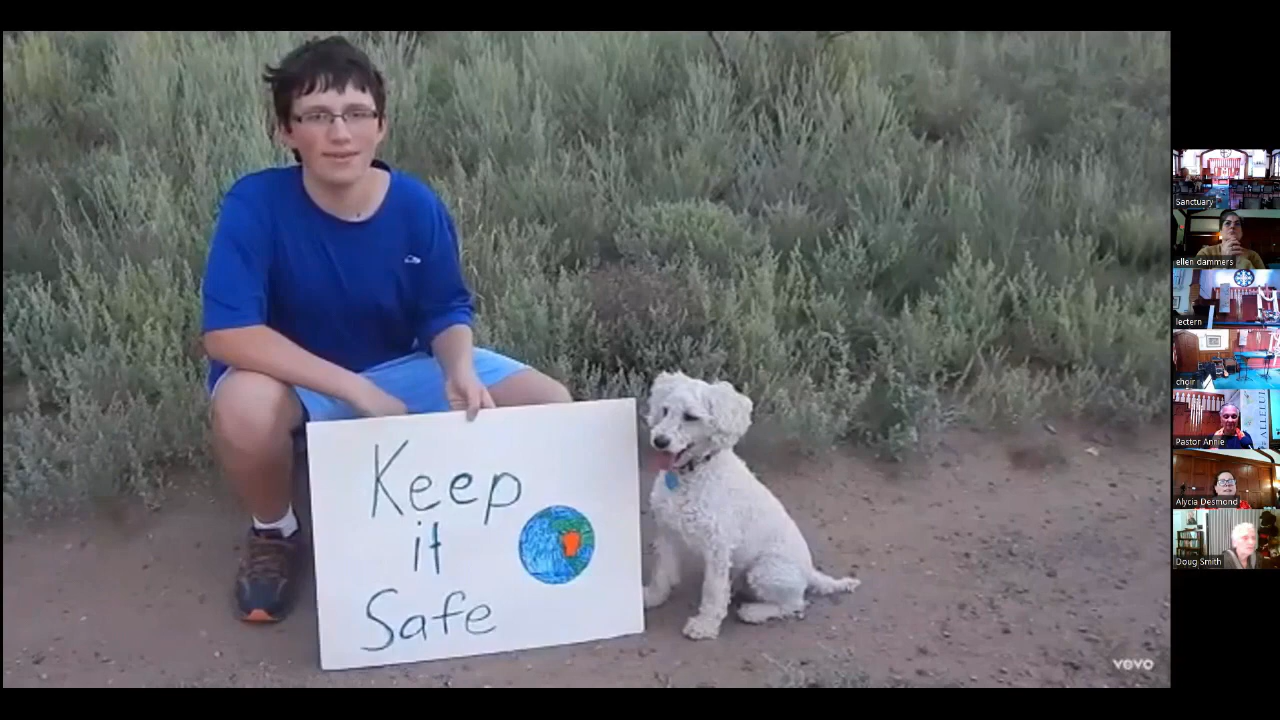 Keep
it
Safe
vevo
Sanctuary
ellen dammers
lectern
choir
Pastor Annie
Alycia Desmond
Doug Smith